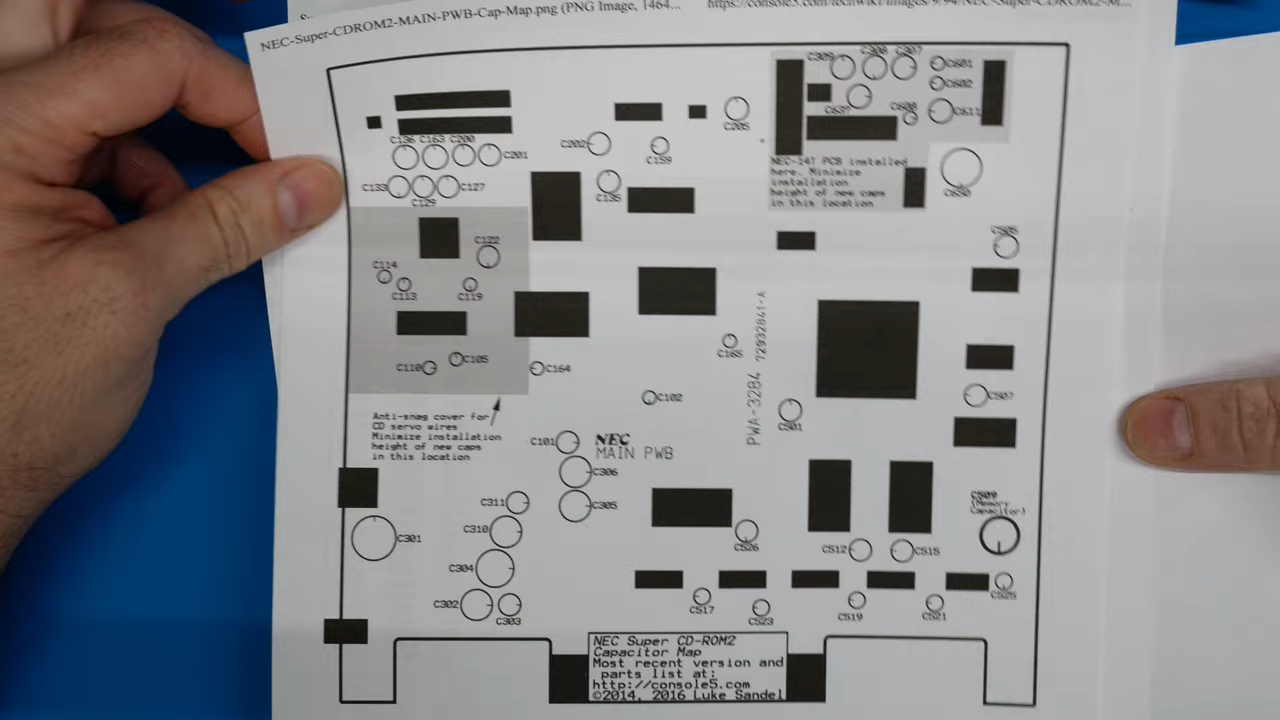 NEC-Super-CDROM2-MAIN-PWB-Cap-Map.png (PNG Image, 1464...
https://console5.com/techwiki/images/9/94/NEC-Super-CDROM2-M...
C309
C308
C307
C601
C602
C611
C205
C202
C159
NEC-141 PCB installed
here. Minimize
installation
height of new caps
in this location
C136 C163 C200
C201
C133
C127
C129
C135
C650
C122
C114
C113
C119
C110
C105
C164
C165
C102
C507
C501
PWA-3284 72932841-A
Anti-snag cover for
CD servo wires
Minimize installation
height of new caps
in this location
C101
NEC
MAIN PWB
C306
C305
C311
C310
C301
C304
C302
C303
C509
(Memory
Capacitor)
C526
C512
C515
C517
C523
C519
C521
C525
NEC Super CD-ROM2
Capacitor Map
Most recent version and
parts list at:
http://console5.com
©2014, 2016 Luke Sandel